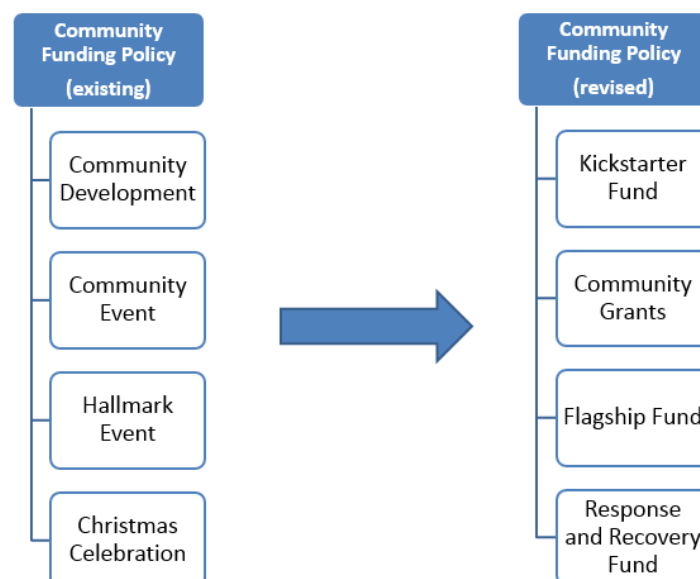 Community
Funding Policy
(existing)
Community
Development
Community
Event
Hallmark
Event
Christmas
Celebration
Community
Funding Policy
(revised)
Kickstarter
Fund
Community
Grants
Flagship Fund
Response
and Recovery
Fund